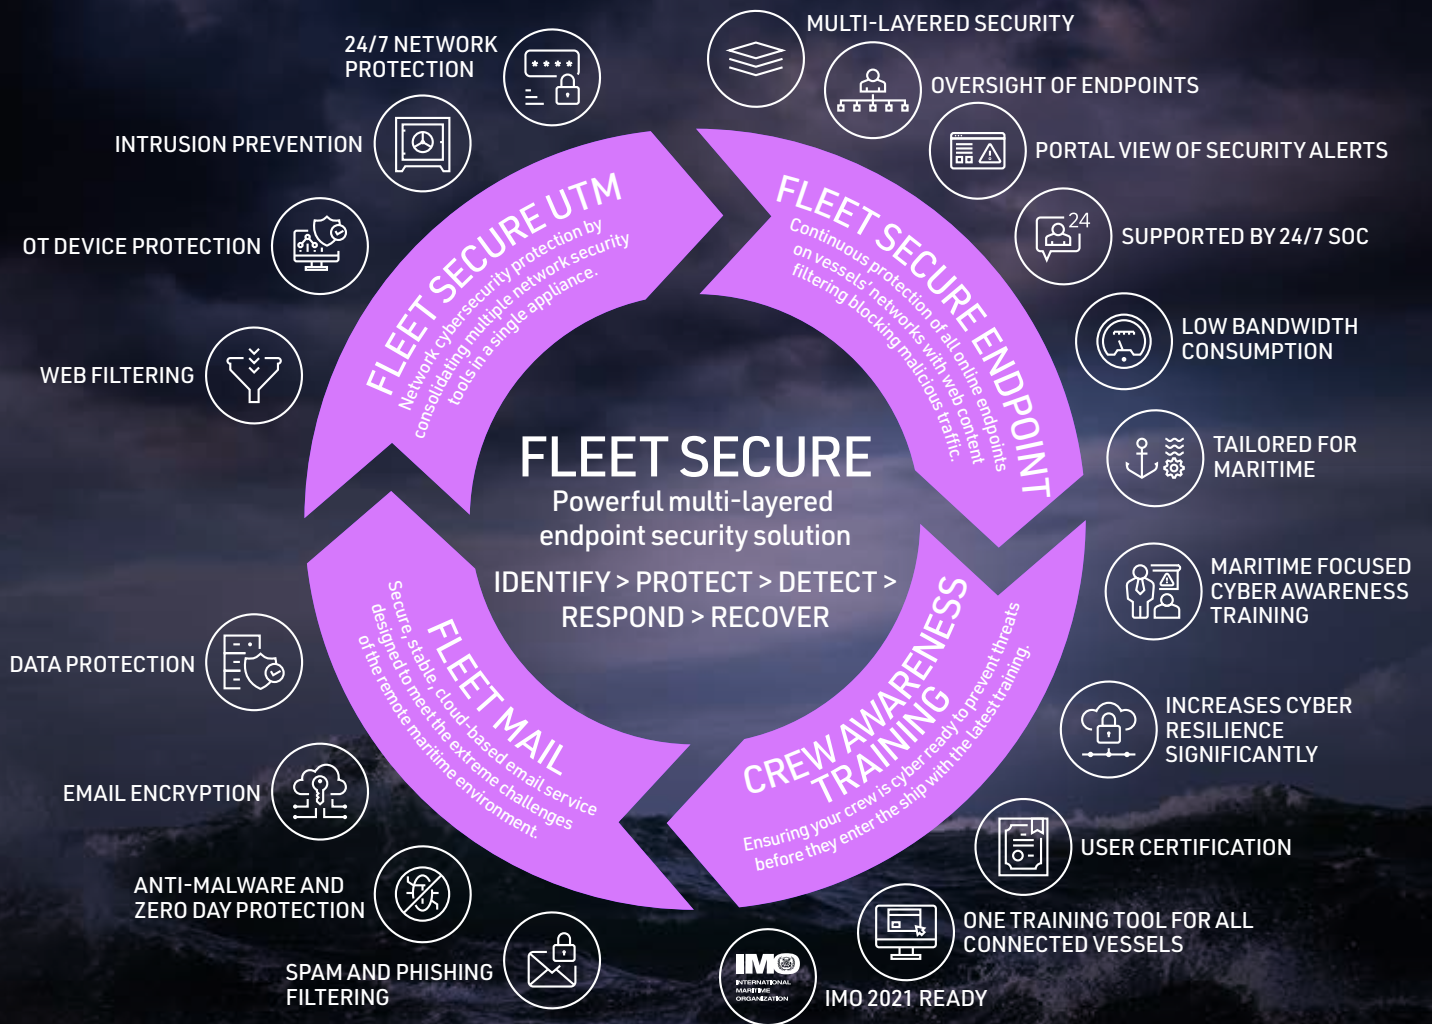 24/7 NETWORK
PROTECTION
INTRUSION PREVENTION
OT DEVICE PROTECTION
WEB FILTERING
FLEET SECURE UTM
Network cybersecurity protection by
consolidating multiple network security
tools in a single appliance.
MULTI-LAYERED SECURITY
OVERSIGHT OF ENDPOINTS
PORTAL VIEW OF SECURITY ALERTS
24
SUPPORTED BY 24/7 SOC
LOW BANDWIDTH
CONSUMPTION
TAILORED FOR
MARITIME
FLEET SECURE ENDPOINT
Continuous protection of all online endpoints
on vessels' networks with web content
filtering blocking malicious traffic.
FLEET SECURE
Powerful multi-layered
endpoint security solution
IDENTIFY > PROTECT > DETECT >
RESPOND > RECOVER
MARITIME FOCUSED
CYBER AWARENESS
TRAINING
INCREASES CYBER
RESILIENCE
SIGNIFICANTLY
USER CERTIFICATION
ONE TRAINING TOOL FOR ALL
CONNECTED VESSELS
IMO
INTERNATIONAL
MARITIME
ORGANIZATION
IMO 2021 READY
CREW AWARENESS
TRAINING
Ensuring your crew is cyber ready to prevent threats
before they enter the ship with the latest training.
FLEET MAIL
Secure, stable, cloud-based email service
designed to meet the extreme challenges
of the remote maritime environment.
DATA PROTECTION
EMAIL ENCRYPTION
ANTI-MALWARE AND
ZERO DAY PROTECTION
SPAM AND PHISHING
FILTERING